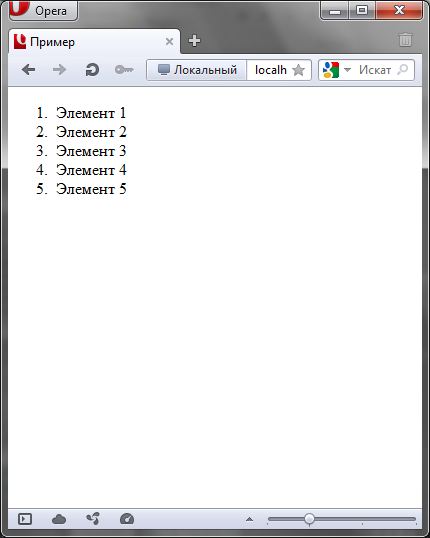 Opera
Пример
Локальный localh Искат
1. Элемент 1
2. Элемент 2
3. Элемент 3
4. Элемент 4
5. Элемент 5